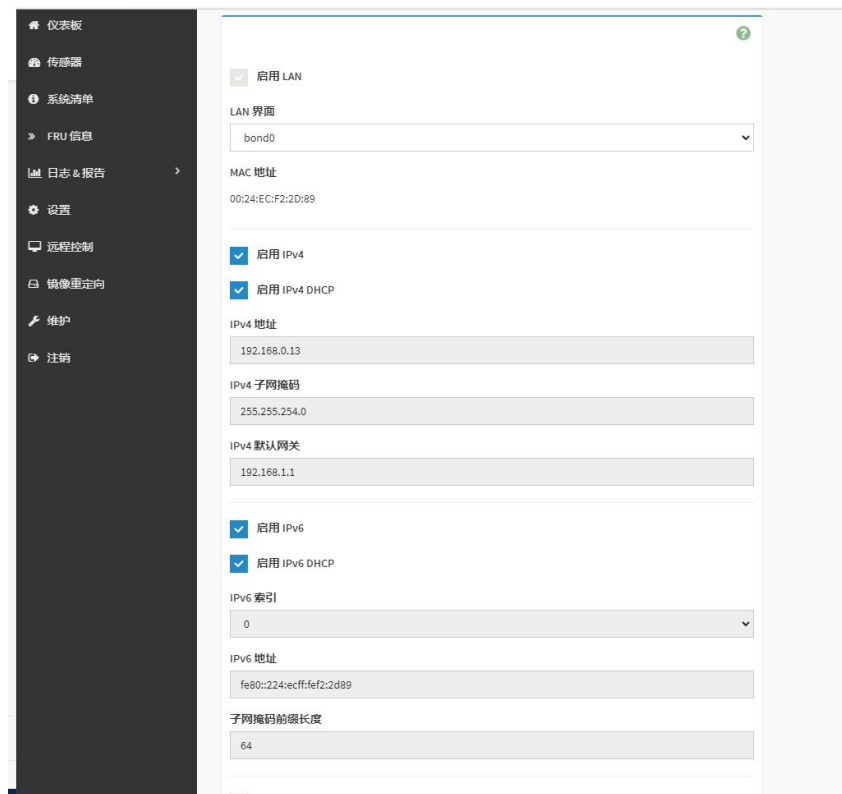 仪表板
传感器
系统清单
FRU 信息
日志 & 报告
设置
远程控制
镜像重定向
维护
注销
启用 LAN
LAN 界面
bond0
MAC 地址
00:24:EC:F2:2D:89
启用 IPv4
启用 IPv4 DHCP
IPv4 地址
192.168.0.13
IPv4 子网掩码
255.255.254.0
IPv4 默认网关
192.168.1.1
启用 IPv6
启用 IPv6 DHCP
IPv6 索引
0
IPv6 地址
fe80::224:ecff:fef2:2d89
子网掩码前缀长度
64